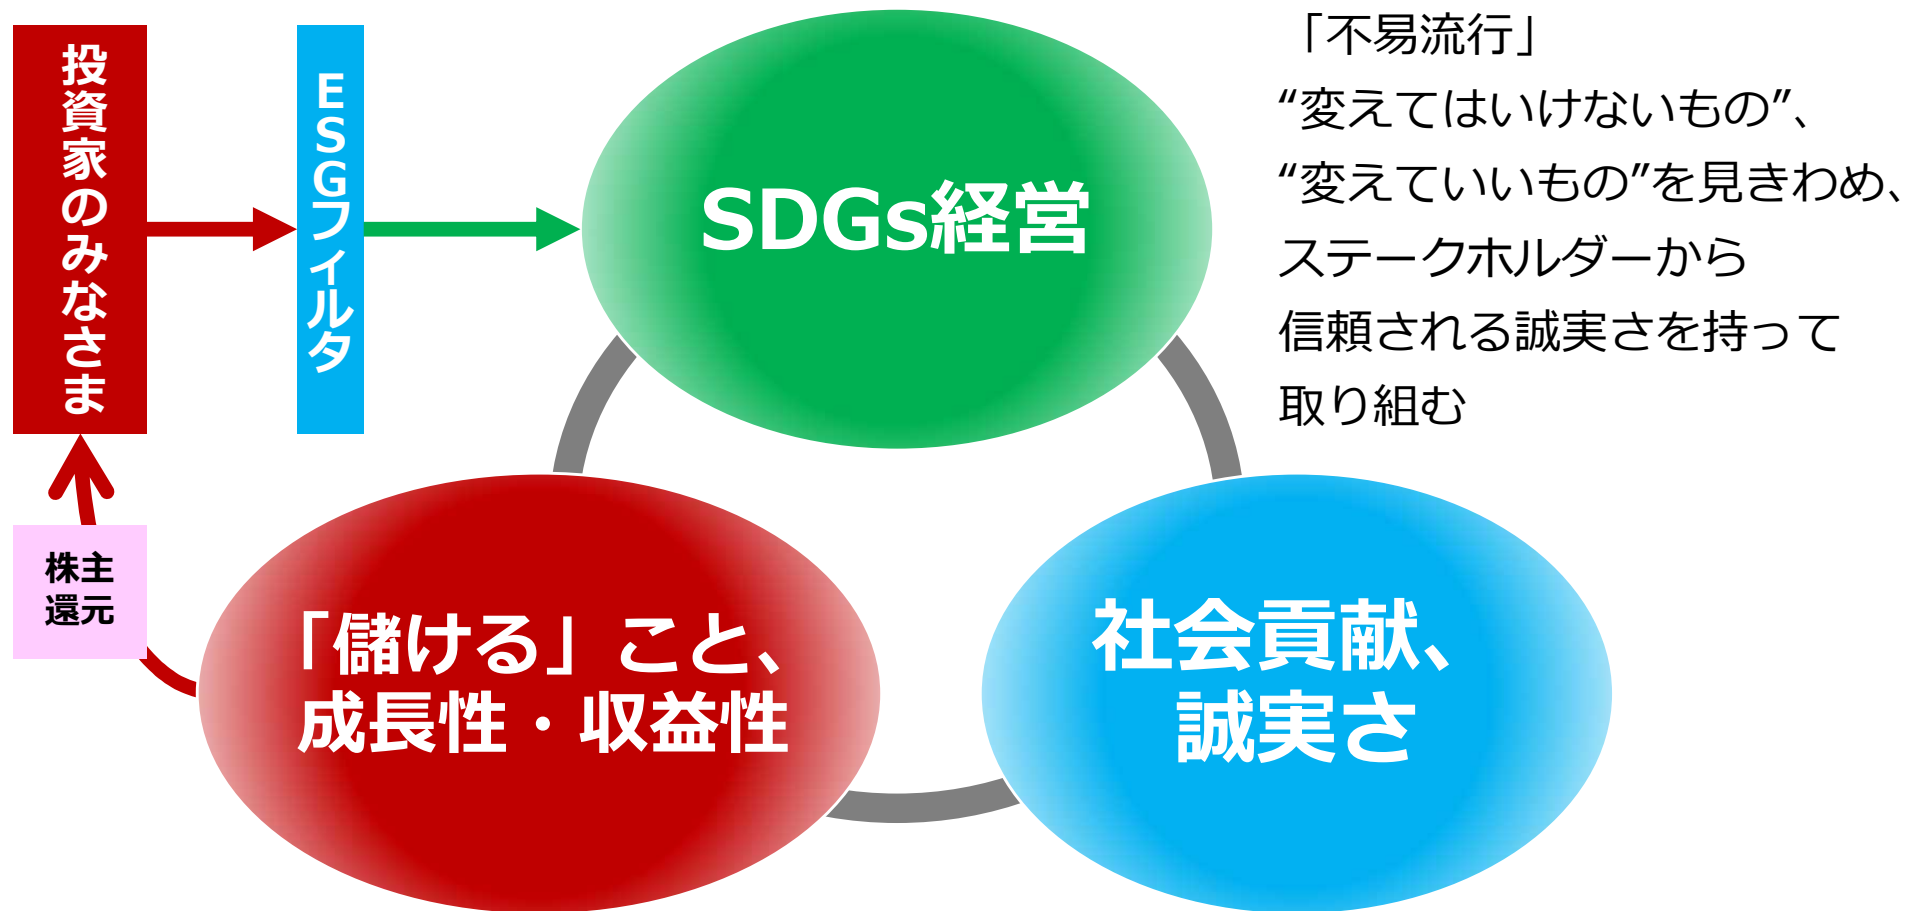 投資家のみなさま
ESGフィルタ
SDGs経営
「不易流行」
“変えてはいけないもの”、
“変えていいもの”を見きわめ、
ステークホルダーから
信頼される誠実さを持って
取り組む
株主
還元
「儲ける」こと、
成長性・収益性
社会貢献、
誠実さ